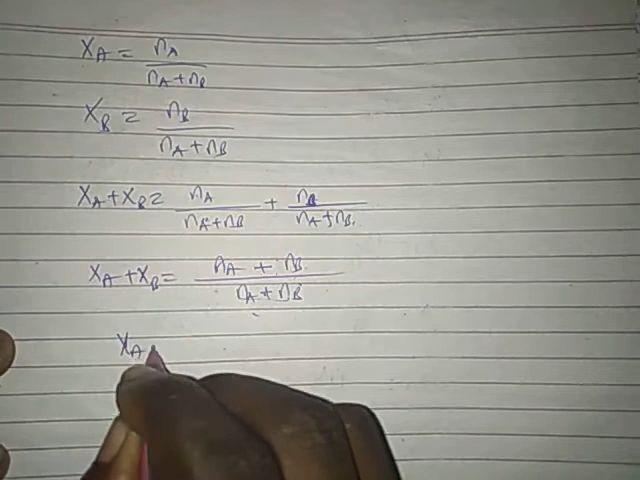 X_A = n_A / (n_A + n_B)
X_B = n_B / (n_A + n_B)
X_A + X_B = n_A / (n_A + n_B) + n_B / (n_A + n_B)
X_A + X_B = (n_A + n_B) / (n_A + n_B)
X_A